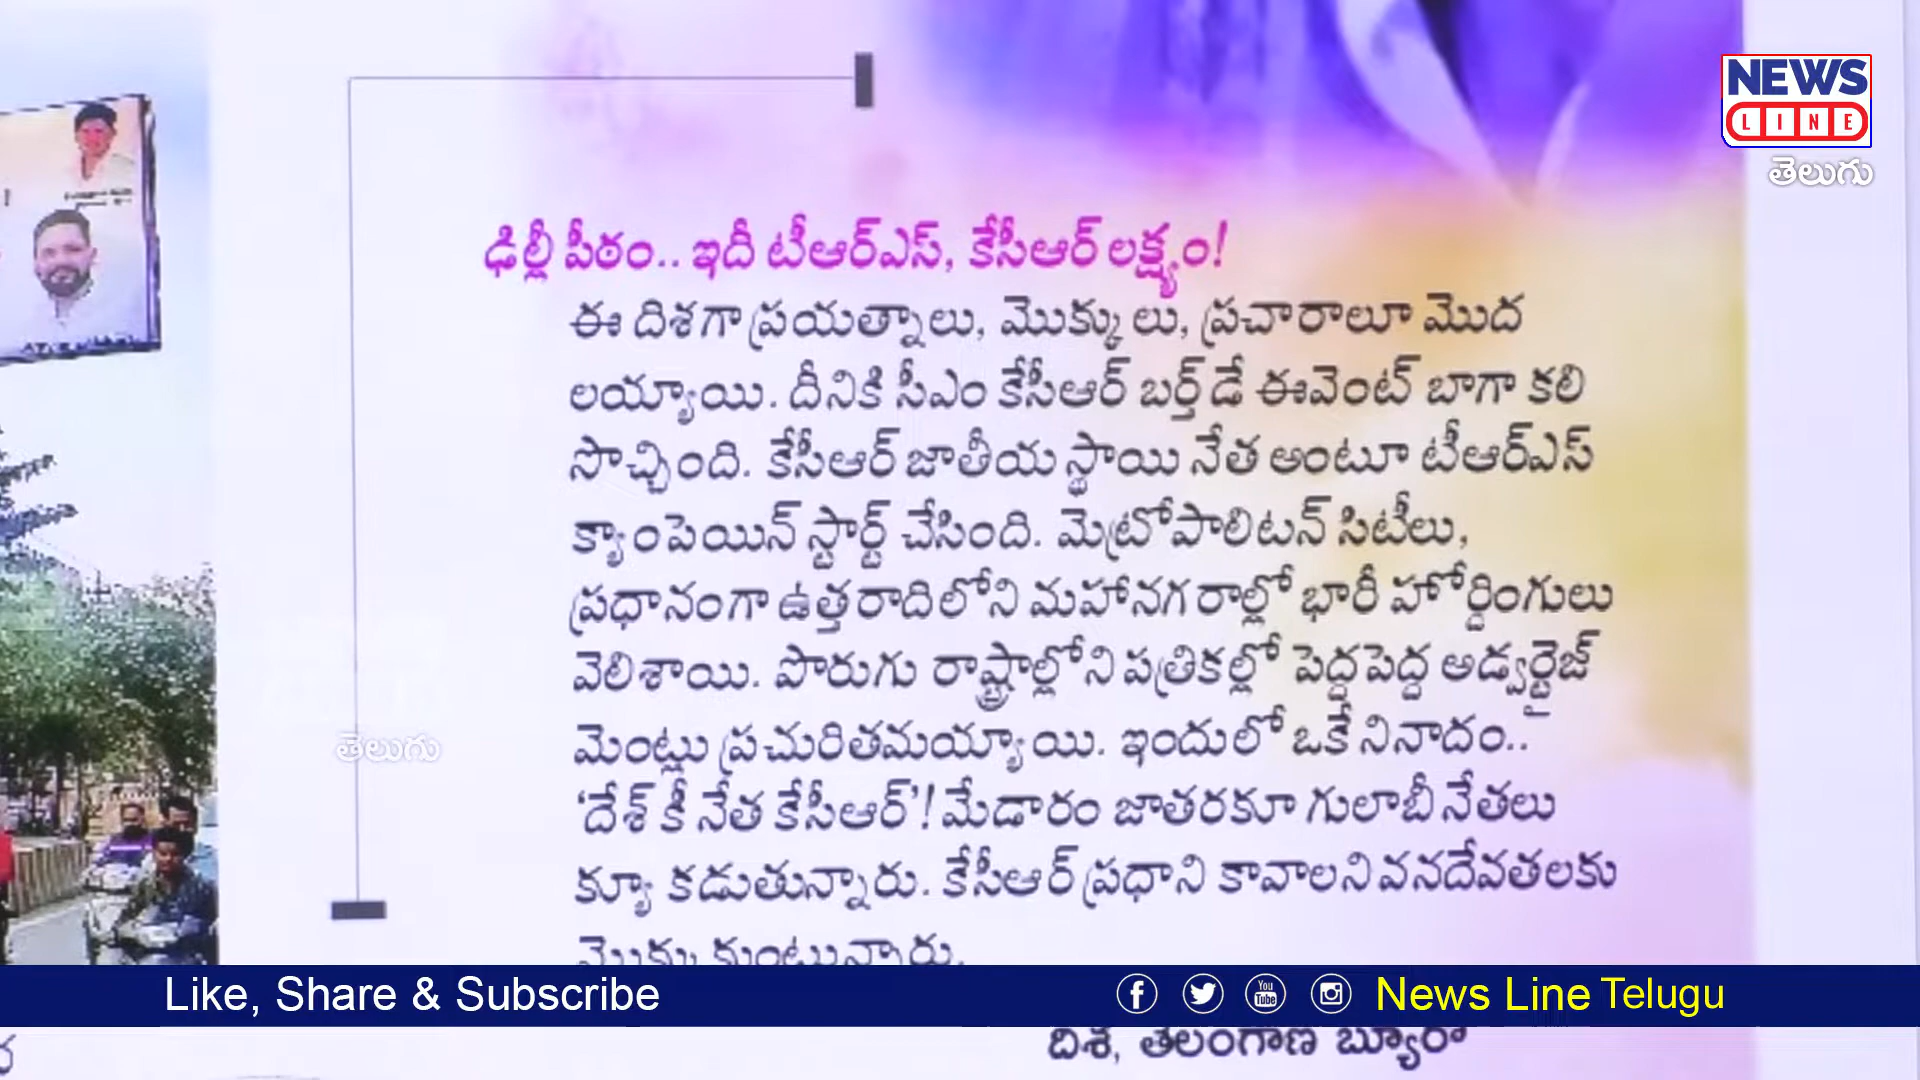 NEWS
LINE
తెలుగు
ఢిల్లీ పీఠం.. ఇదీ టీఆర్ఎస్, కేసీఆర్ లక్ష్యం!
ఈ దిశగా ప్రయత్నాలు, మొక్కులు, ప్రచారాలూ మొద
లయ్యాయి. దీనికి సీఎం కేసీఆర్ బర్త్ డే ఈవెంట్ బాగా కలి
సొచ్చింది. కేసీఆర్ జాతీయ స్థాయి నేత అంటూ టీఆర్ఎస్
క్యాంపెయిన్ స్టార్ట్ చేసింది. మెట్రోపాలిటన్ సిటీలు,
ప్రధానంగా ఉత్తరాదిలోని మహానగరాల్లో భారీ హోర్డింగులు
వెలిశాయి. పొరుగు రాష్ట్రాల్లోని పత్రికల్లో పెద్దపెద్ద అడ్వర్టైజ్
మెంట్లు ప్రచురితమయ్యాయి. ఇందులో ఒకే నినాదం..
తెలుగు
'దేశ్ కీ నేత కేసీఆర్'! మేడారం జాతరకూ గులాబీ నేతలు
క్యూ కడుతున్నారు. కేసీఆర్ ప్రధాని కావాలని వనదేవతలకు
మొక్కుకుంటున్నారు.
Like, Share & Subscribe
You Tube
News Line Telugu
దిశ, తెలంగాణ బ్యూరో